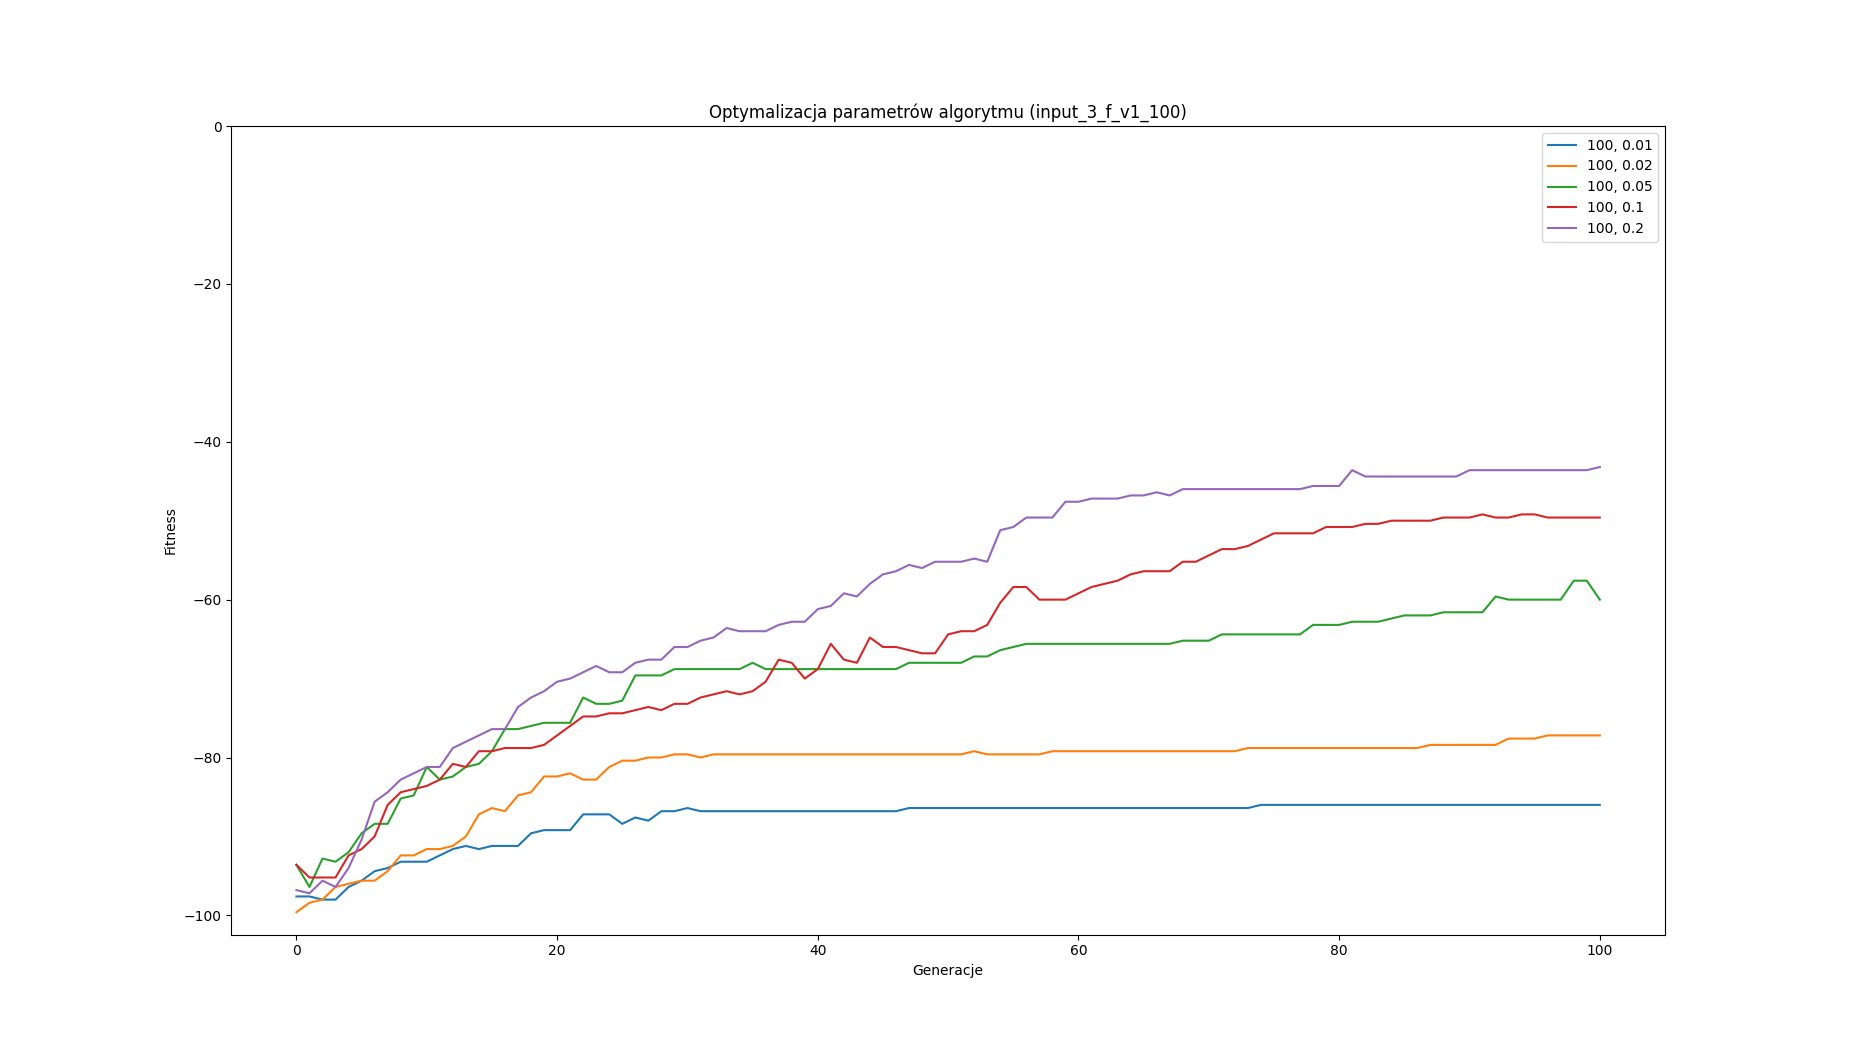 Optymalizacja parametrów algorytmu (input_3_f_v1_100)
0
−20
−40
−60
−80
−100
Fitness
100, 0.01
100, 0.02
100, 0.05
100, 0.1
100, 0.2
0 20 40 60 80 100
Generacje